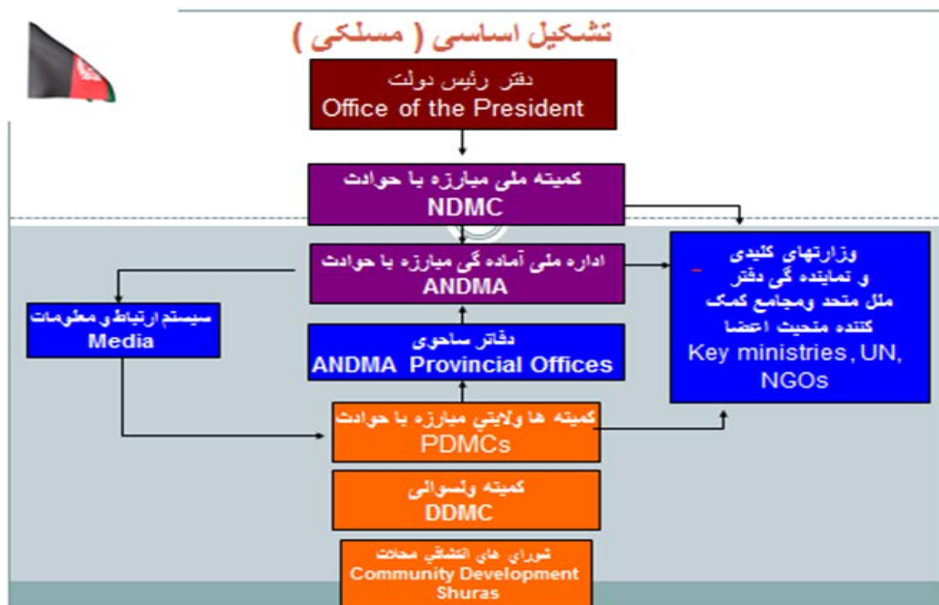 تشکیل اساسی ( مسلکی )
دفتر رئیس دولت
Office of the President
کمیته ملی مبارزه با حوادث
NDMC
اداره ملی آماده گی مبارزه با حوادث
ANDMA
وزارتهای کلیدی
و نماینده گی دفتر
ملل متحد ومجامع کمک
کننده منحیث اعضا
Key ministries, UN,
NGOs
سیستم ارتباط و معلومات
Media
دفاتر ساحوی
ANDMA Provincial Offices
کمیته ها ولایتي مبارزه با حوادث
PDMCs
کمیته ولسوالی
DDMC
شورای های انکشافي محلات
Community Development
Shuras